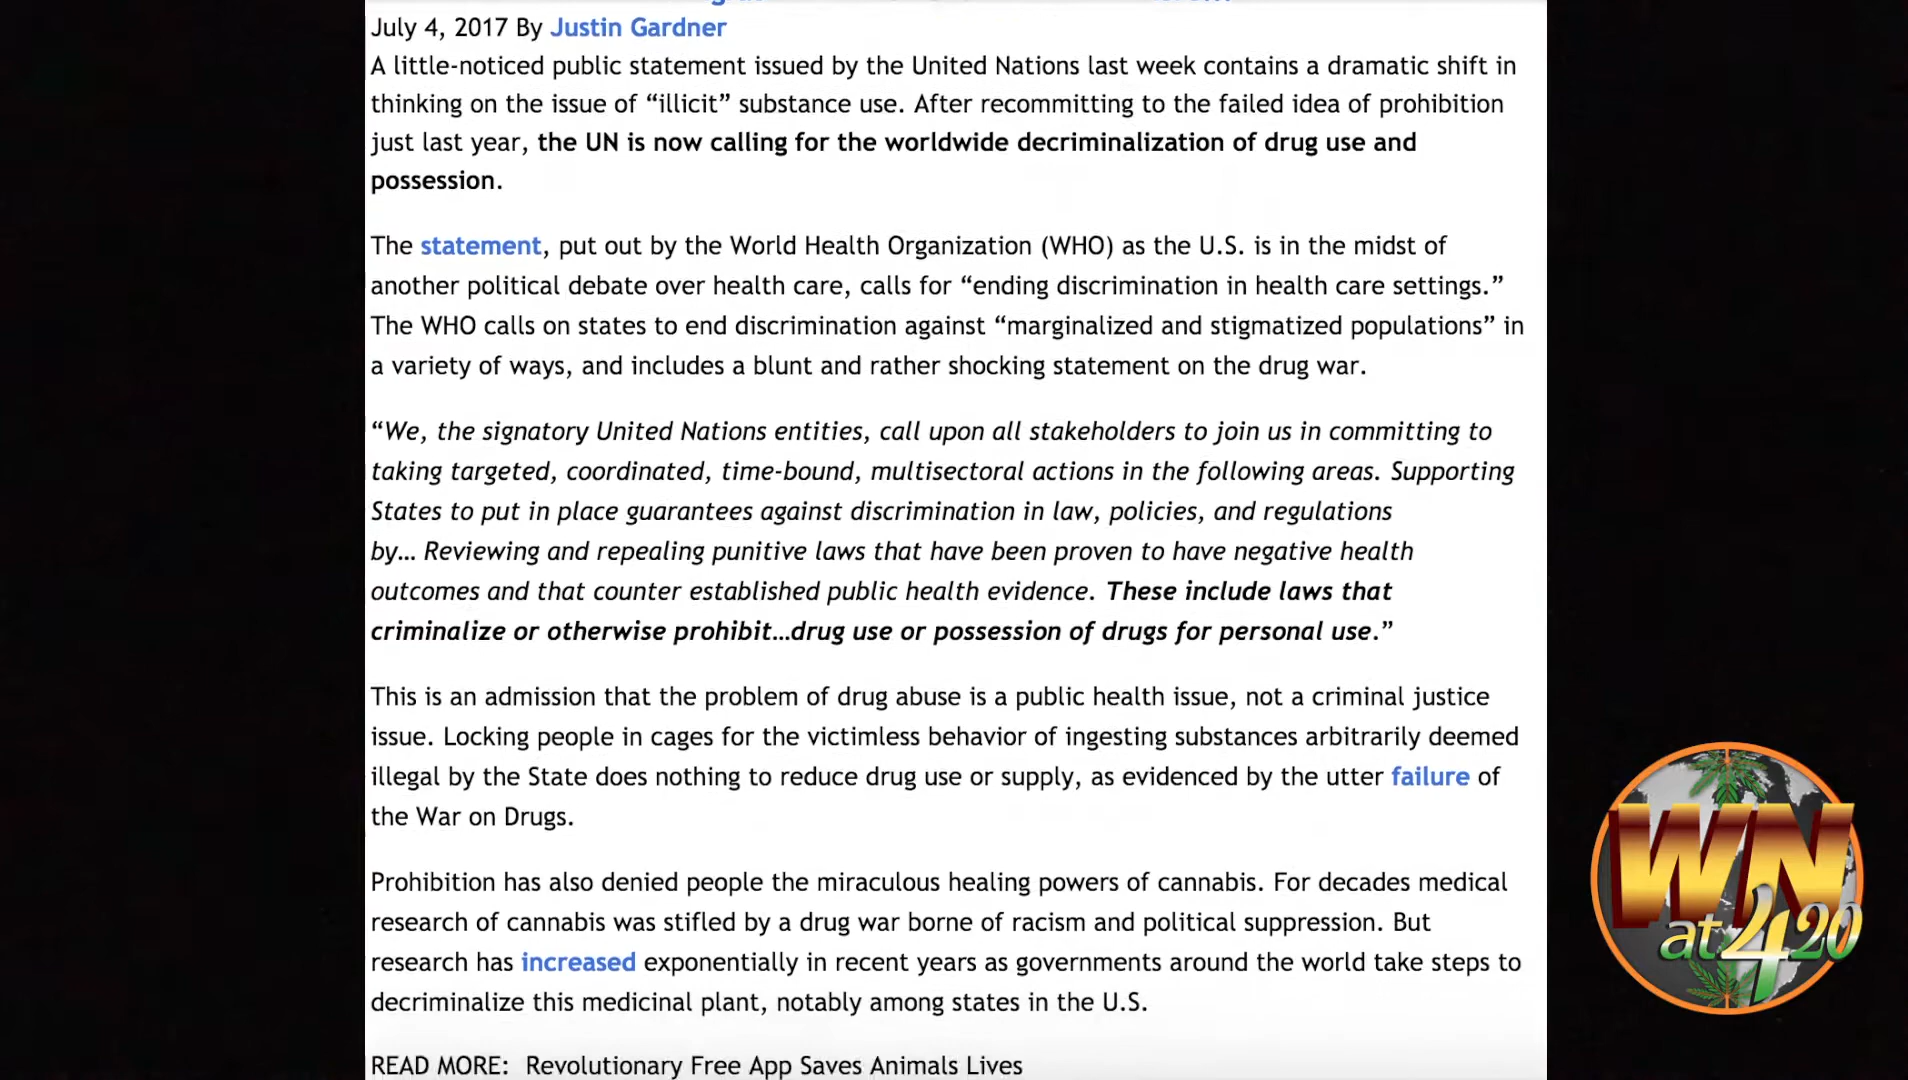 July 4, 2017 By Justin Gardner
A little-noticed public statement issued by the United Nations last week contains a dramatic shift in
thinking on the issue of “illicit” substance use. After recommitting to the failed idea of prohibition
just last year, the UN is now calling for the worldwide decriminalization of drug use and
possession.
The statement, put out by the World Health Organization (WHO) as the U.S. is in the midst of
another political debate over health care, calls for “ending discrimination in health care settings.”
The WHO calls on states to end discrimination against “marginalized and stigmatized populations” in
a variety of ways, and includes a blunt and rather shocking statement on the drug war.
“We, the signatory United Nations entities, call upon all stakeholders to join us in committing to
taking targeted, coordinated, time-bound, multisectoral actions in the following areas. Supporting
States to put in place guarantees against discrimination in law, policies, and regulations
by… Reviewing and repealing punitive laws that have been proven to have negative health
outcomes and that counter established public health evidence. These include laws that
criminalize or otherwise prohibit…drug use or possession of drugs for personal use.”
This is an admission that the problem of drug abuse is a public health issue, not a criminal justice
issue. Locking people in cages for the victimless behavior of ingesting substances arbitrarily deemed
illegal by the State does nothing to reduce drug use or supply, as evidenced by the utter failure of
the War on Drugs.
Prohibition has also denied people the miraculous healing powers of cannabis. For decades medical
research of cannabis was stifled by a drug war borne of racism and political suppression. But
research has increased exponentially in recent years as governments around the world take steps to
decriminalize this medicinal plant, notably among states in the U.S.
READ MORE: Revolutionary Free App Saves Animals Lives
WN
at 420